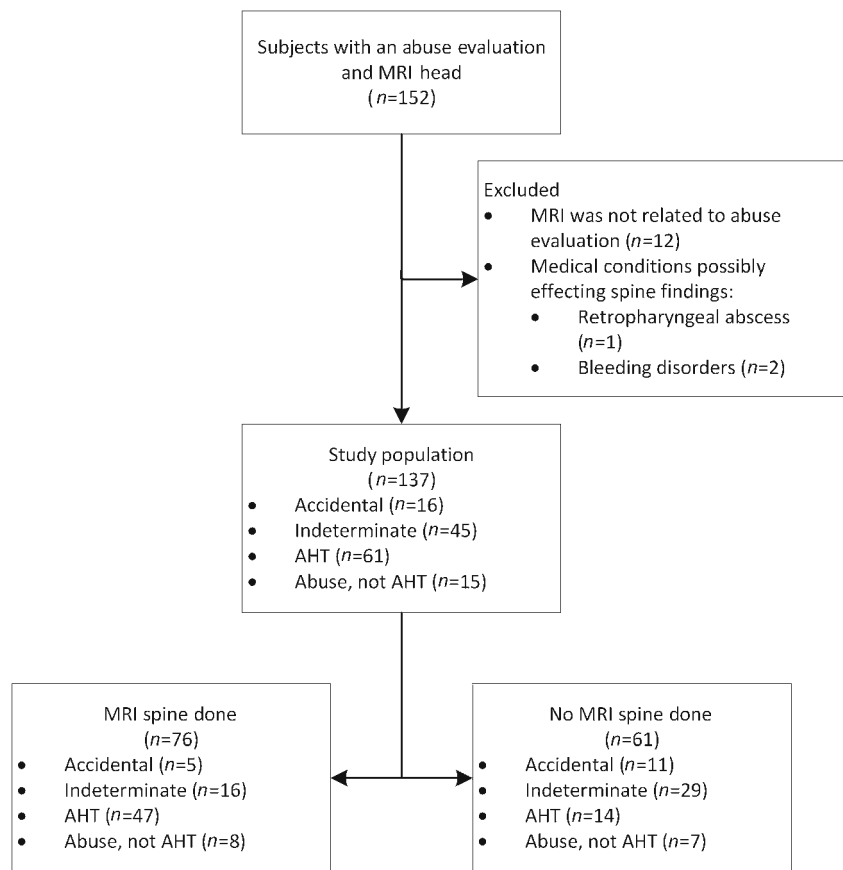 Subjects with an abuse evaluation
and MRI head
(n=152)
Excluded
• MRI was not related to abuse
evaluation (n=12)
• Medical conditions possibly
effecting spine findings:
• Retropharyngeal abscess
(n=1)
• Bleeding disorders (n=2)
Study population
(n=137)
• Accidental (n=16)
• Indeterminate (n=45)
• AHT (n=61)
• Abuse, not AHT (n=15)
MRI spine done
(n=76)
• Accidental (n=5)
• Indeterminate (n=16)
• AHT (n=47)
• Abuse, not AHT (n=8)
No MRI spine done
(n=61)
• Accidental (n=11)
• Indeterminate (n=29)
• AHT (n=14)
• Abuse, not AHT (n=7)